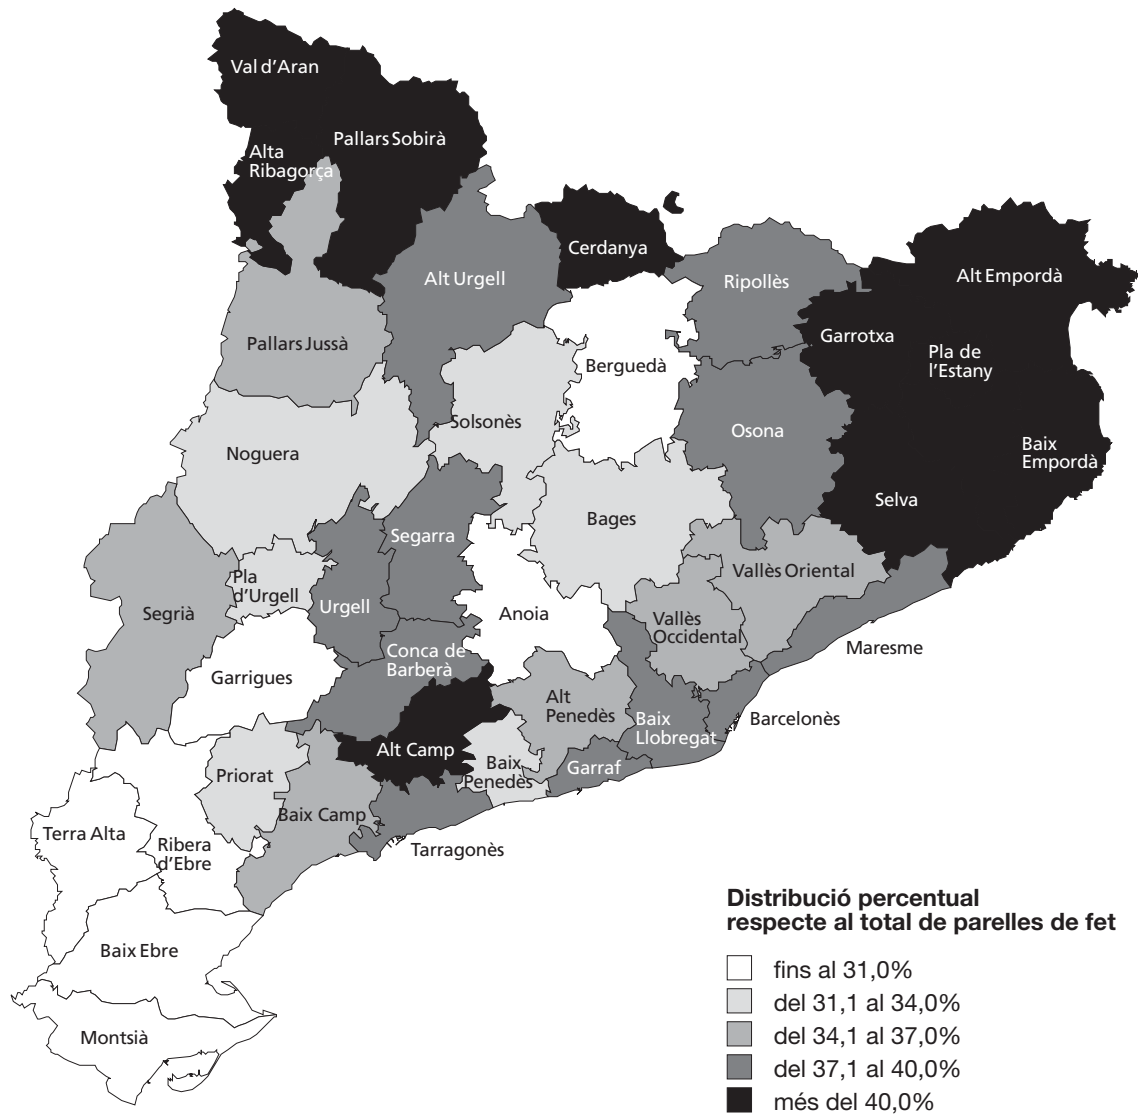 Val d'Aran
Pallars Sobirà
Alta
Ribagorça
Cerdanya
Alt Urgell
Ripollès
Alt Empordà
Pallars Jussà
Garrotxa
Berguedà
Pla de
l'Estany
Solsonès
Osona
Noguera
Baix
Empordà
Selva
Bages
Segarra
Vallès Oriental
Pla
d'Urgell
Urgell
Segrià
Anoia
Vallès
Occidental
Maresme
Conca de
Barberà
Garrigues
Alt
Penedès
Baix
Llobregat
Barcelonès
Alt Camp
Baix
Penedès
Garraf
Priorat
Baix Camp
Terra Alta
Ribera
d'Ebre
Tarragonès
Baix Ebre
Montsià
Distribució percentual
respecte al total de parelles de fet
fins al 31,0%
del 31,1 al 34,0%
del 34,1 al 37,0%
del 37,1 al 40,0%
més del 40,0%